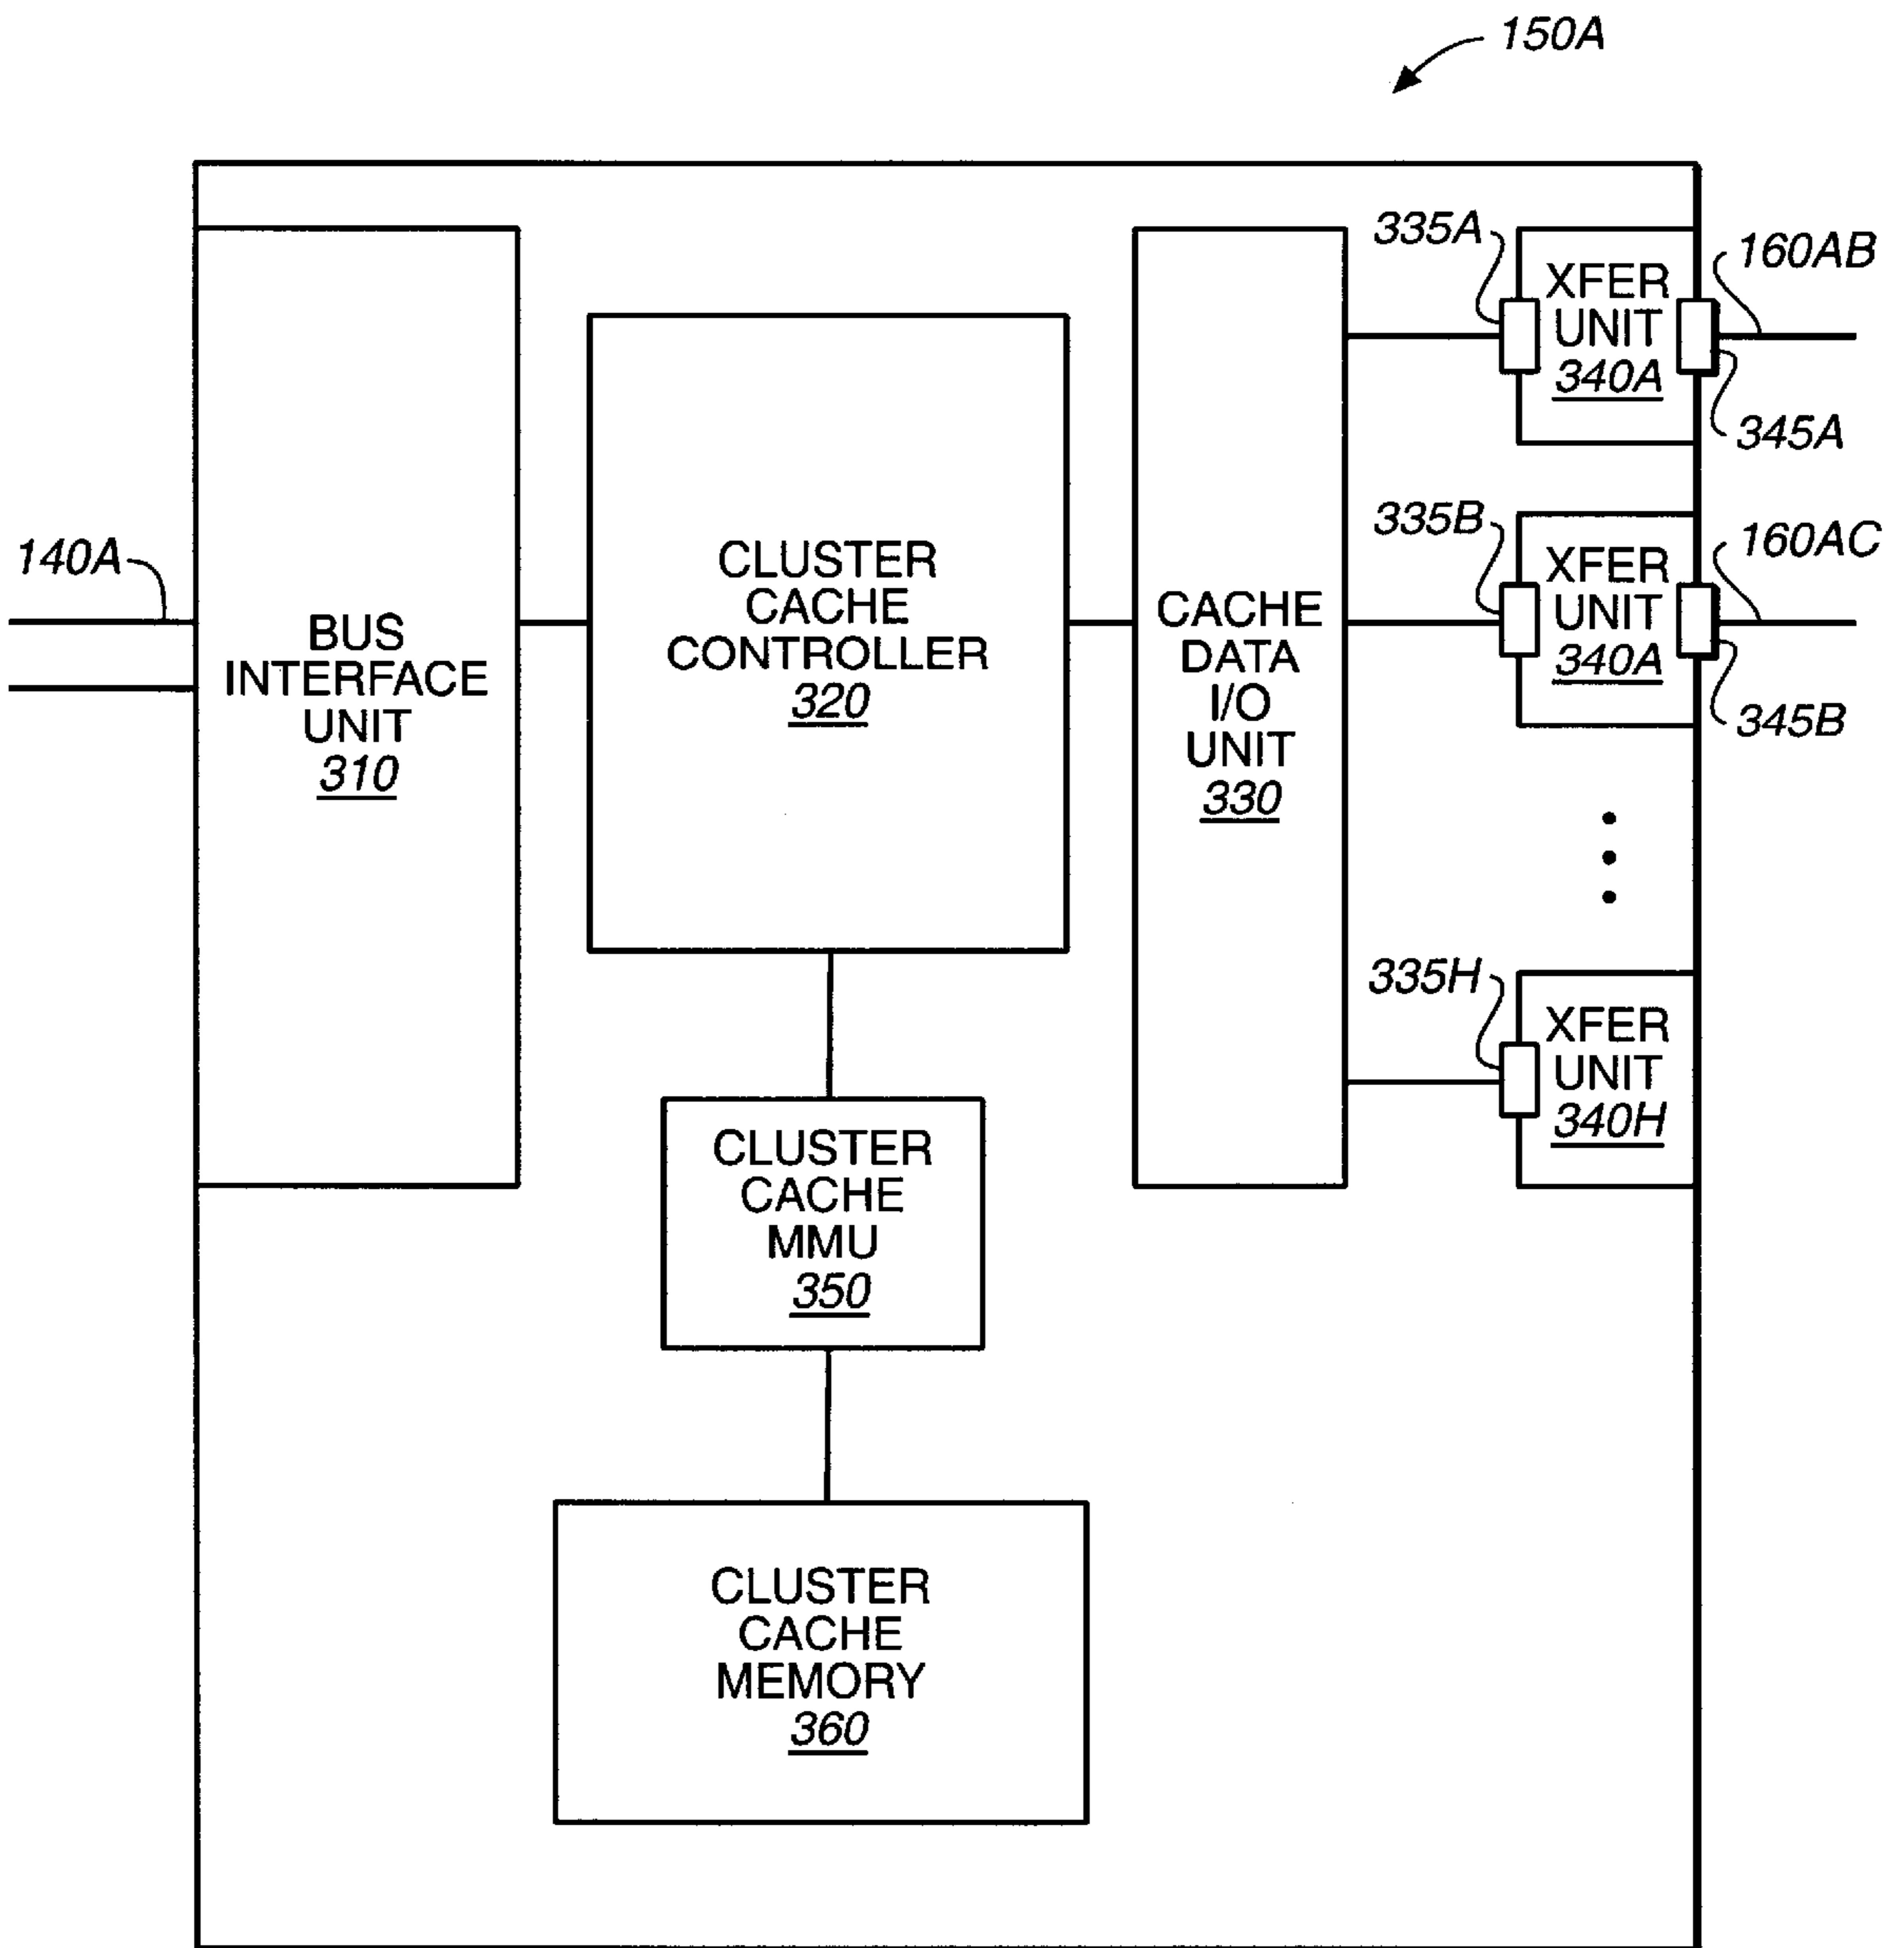 150A
335A
XFER
UNIT
340A
160AB
345A
140A
BUS
INTERFACE
UNIT
310
CLUSTER
CACHE
CONTROLLER
320
CACHE
DATA
I/O
UNIT
330
335B
XFER
UNIT
340A
160AC
345B
335H
XFER
UNIT
340H
CLUSTER
CACHE
MMU
350
CLUSTER
CACHE
MEMORY
360